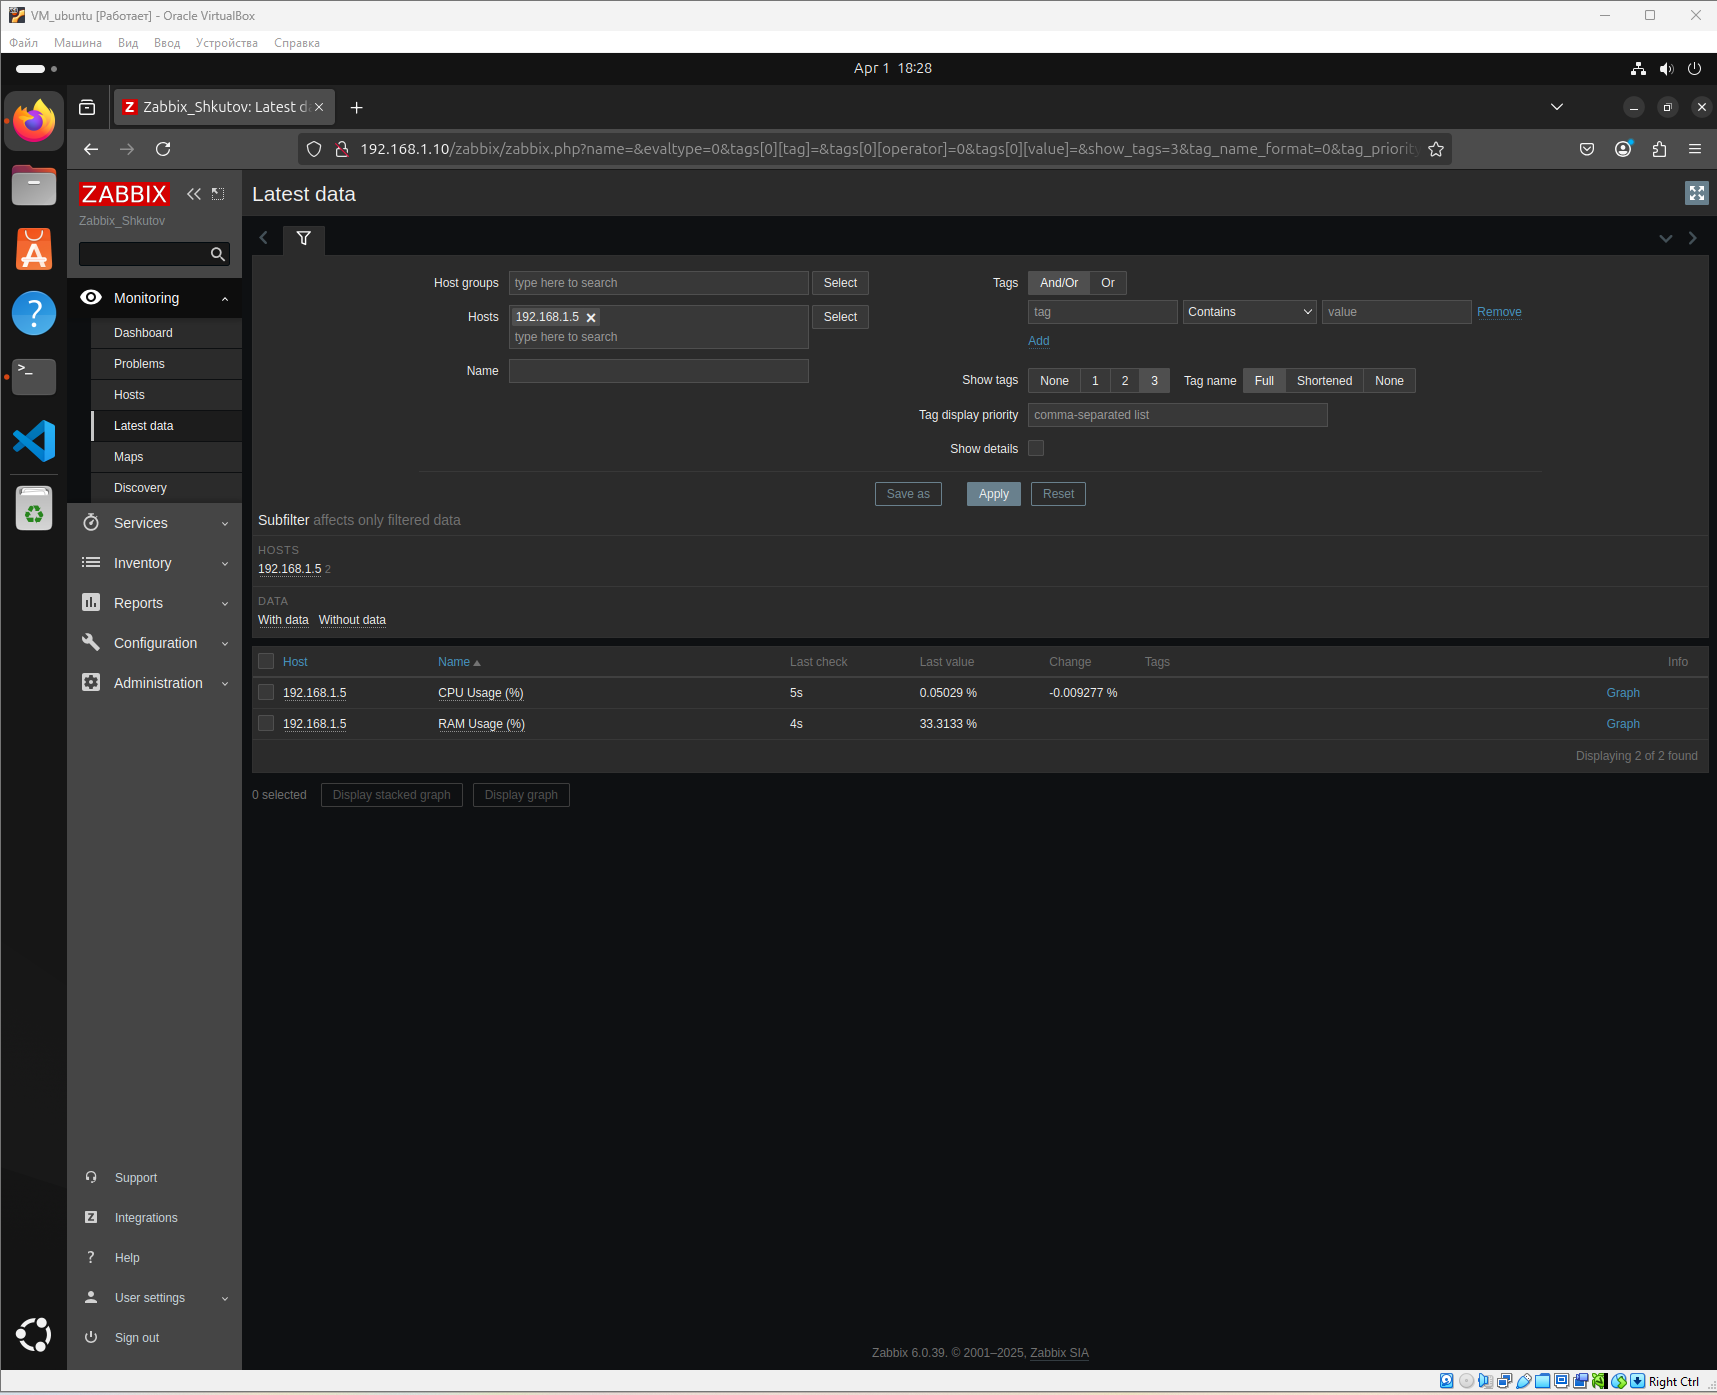 VM_ubuntu [Работает] - Oracle VirtualBox
Файл Машина Вид Ввод Устройства Справка
Apr 1 18:28
Z Zabbix_Shkutov: Latest d
192.168.1.10/zabbix/zabbix.php?name=&evaltype=0&tags[0][tag]=&tags[0][operator]=0&tags[0][value]=&show_tags=3&tag_name_format=0&tag_priority
ZABBIX
Zabbix_Shkutov
Monitoring
Dashboard
Problems
Hosts
Latest data
Maps
Discovery
Services
Inventory
Reports
Configuration
Administration
Support
Integrations
Help
User settings
Sign out
Latest data
Host groups type here to search Select
Hosts 192.168.1.5 Select
type here to search
Name
Tags And/Or Or
tag Contains value Remove
Add
Show tags None 1 2 3 Tag name Full Shortened None
Tag display priority comma-separated list
Show details
Save as Apply Reset
Subfilter affects only filtered data
HOSTS
192.168.1.5 2
DATA
With data Without data
Host Name Last check Last value Change Tags Info
192.168.1.5 CPU Usage (%) 5s 0.05029 % -0.009277 % Graph
192.168.1.5 RAM Usage (%) 4s 33.3133 % Graph
Displaying 2 of 2 found
0 selected Display stacked graph Display graph
Zabbix 6.0.39. © 2001–2025, Zabbix SIA
Right Ctrl